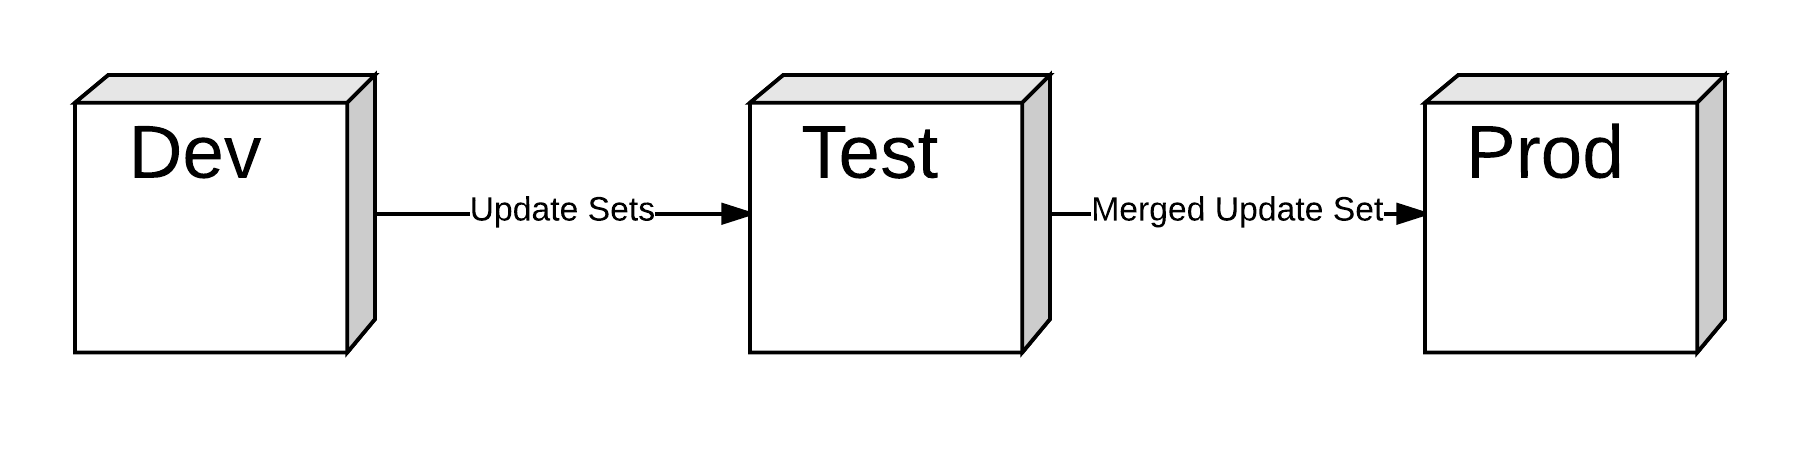 Dev
Update Sets
Test
Merged Update Set
Prod